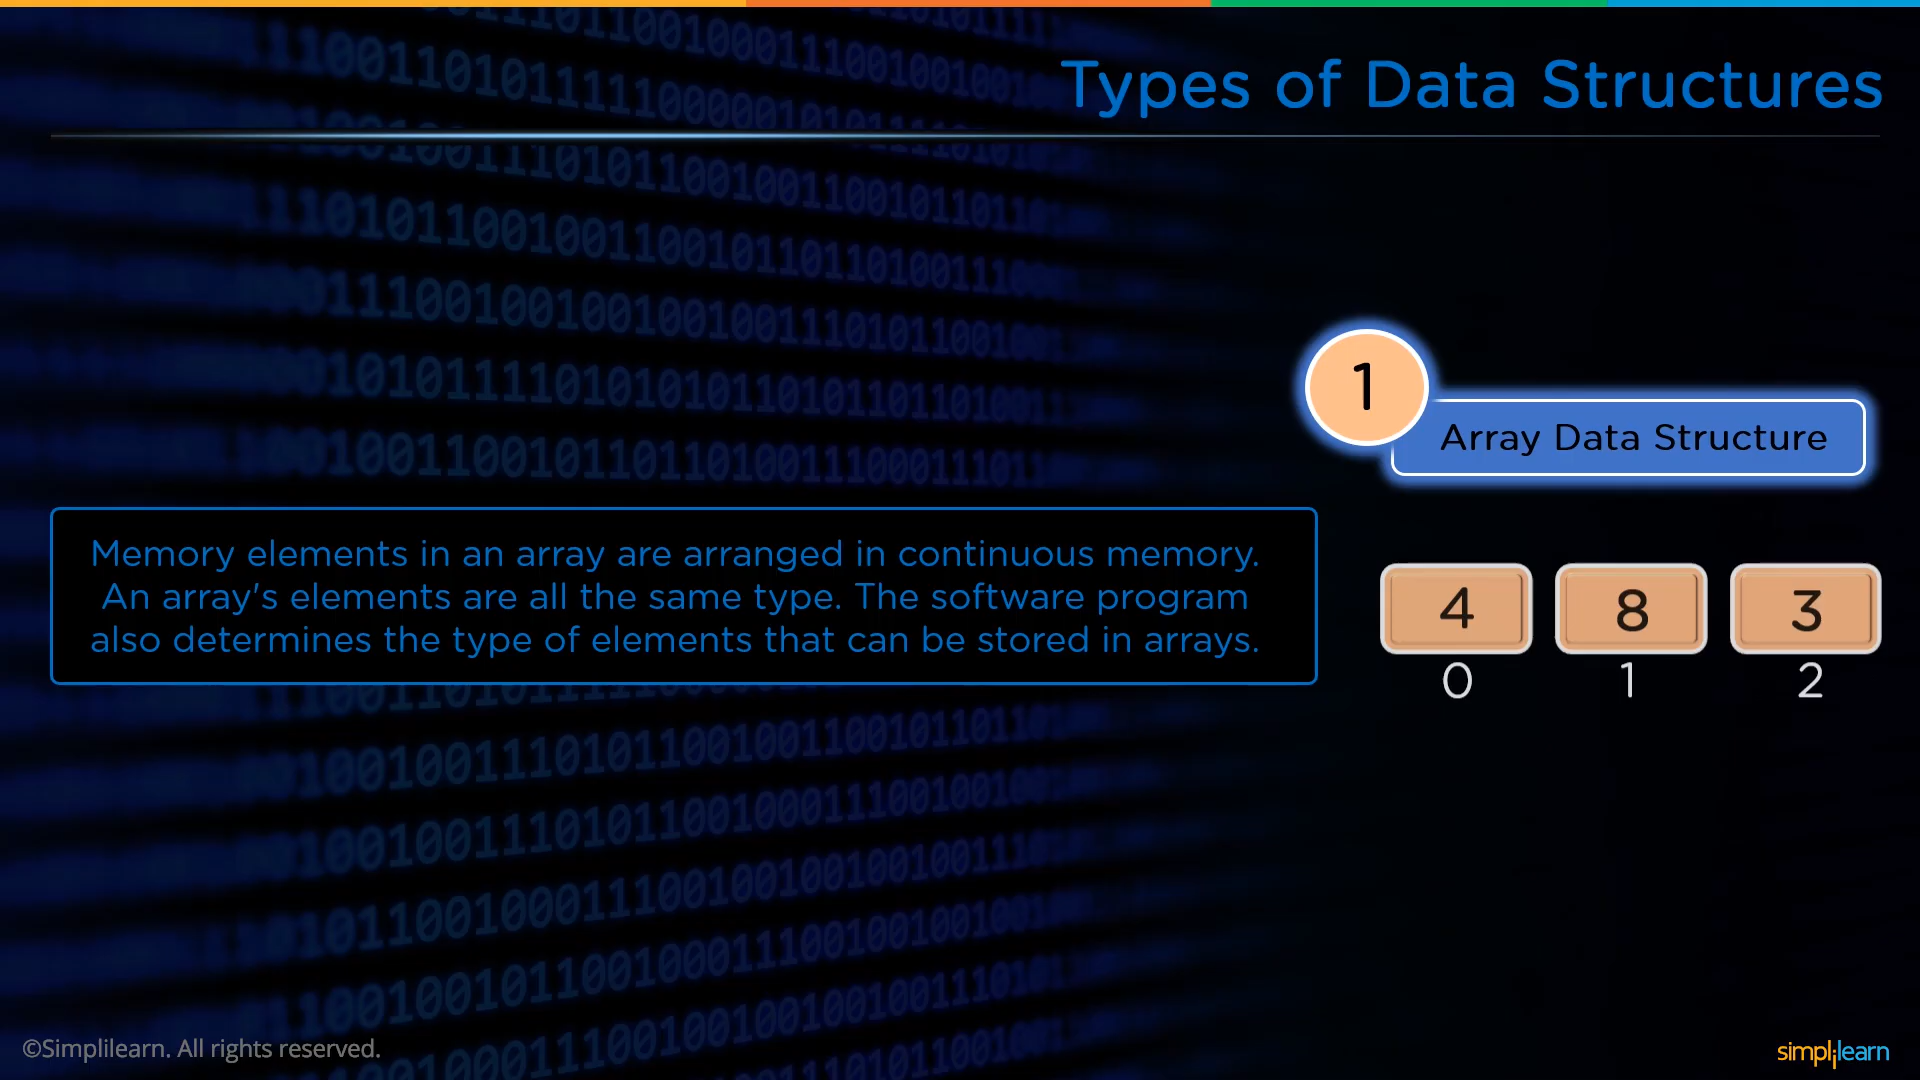 Types of Data Structures
1
Array Data Structure
Memory elements in an array are arranged in continuous memory.
An array's elements are all the same type. The software program
also determines the type of elements that can be stored in arrays.
4 8 3
0 1 2
©Simplilearn. All rights reserved.
simplilearn